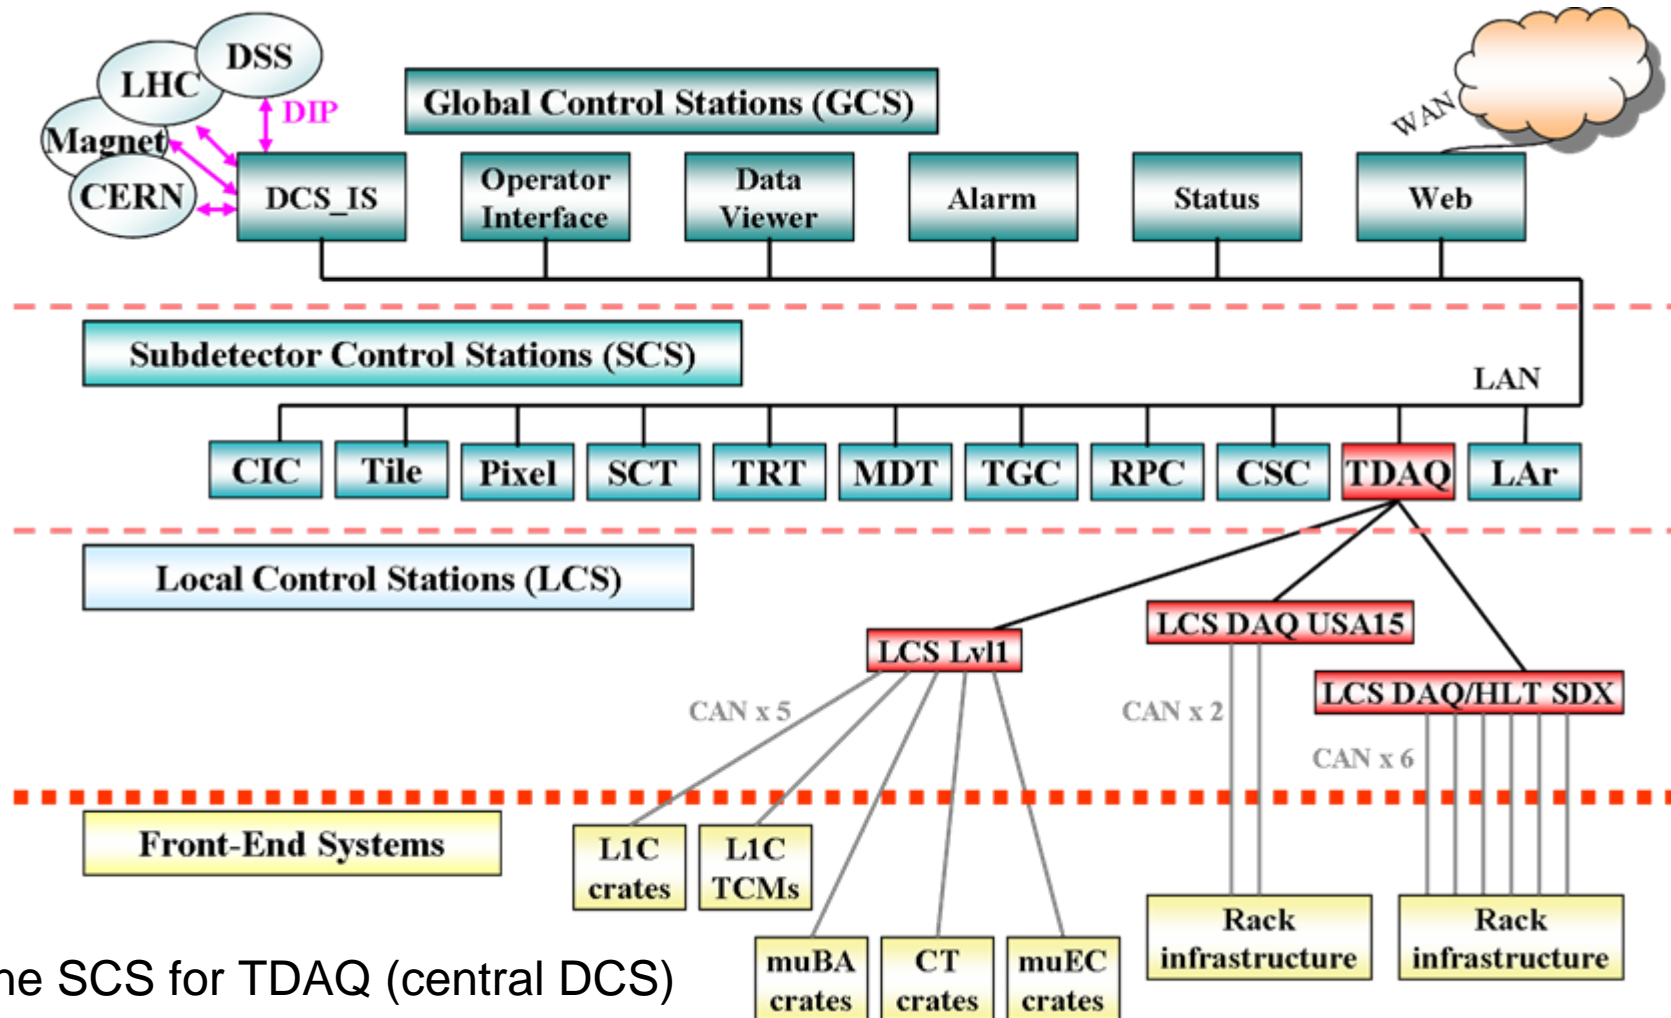 DSS
LHC
Magnet
CERN
DIP
Global Control Stations (GCS)
WAN
DCS_IS
Operator
Interface
Data
Viewer
Alarm
Status
Web
Subdetector Control Stations (SCS)
LAN
CIC
Tile
Pixel
SCT
TRT
MDT
TGC
RPC
CSC
TDAQ
LAr
Local Control Stations (LCS)
LCS Lvl1
LCS DAQ USA15
LCS DAQ/HLT SDX
CAN x 5
CAN x 2
CAN x 6
Front-End Systems
L1C
crates
L1C
TCMs
muBA
crates
CT
crates
muEC
crates
Rack
infrastructure
Rack
infrastructure
ne SCS for TDAQ (central DCS)